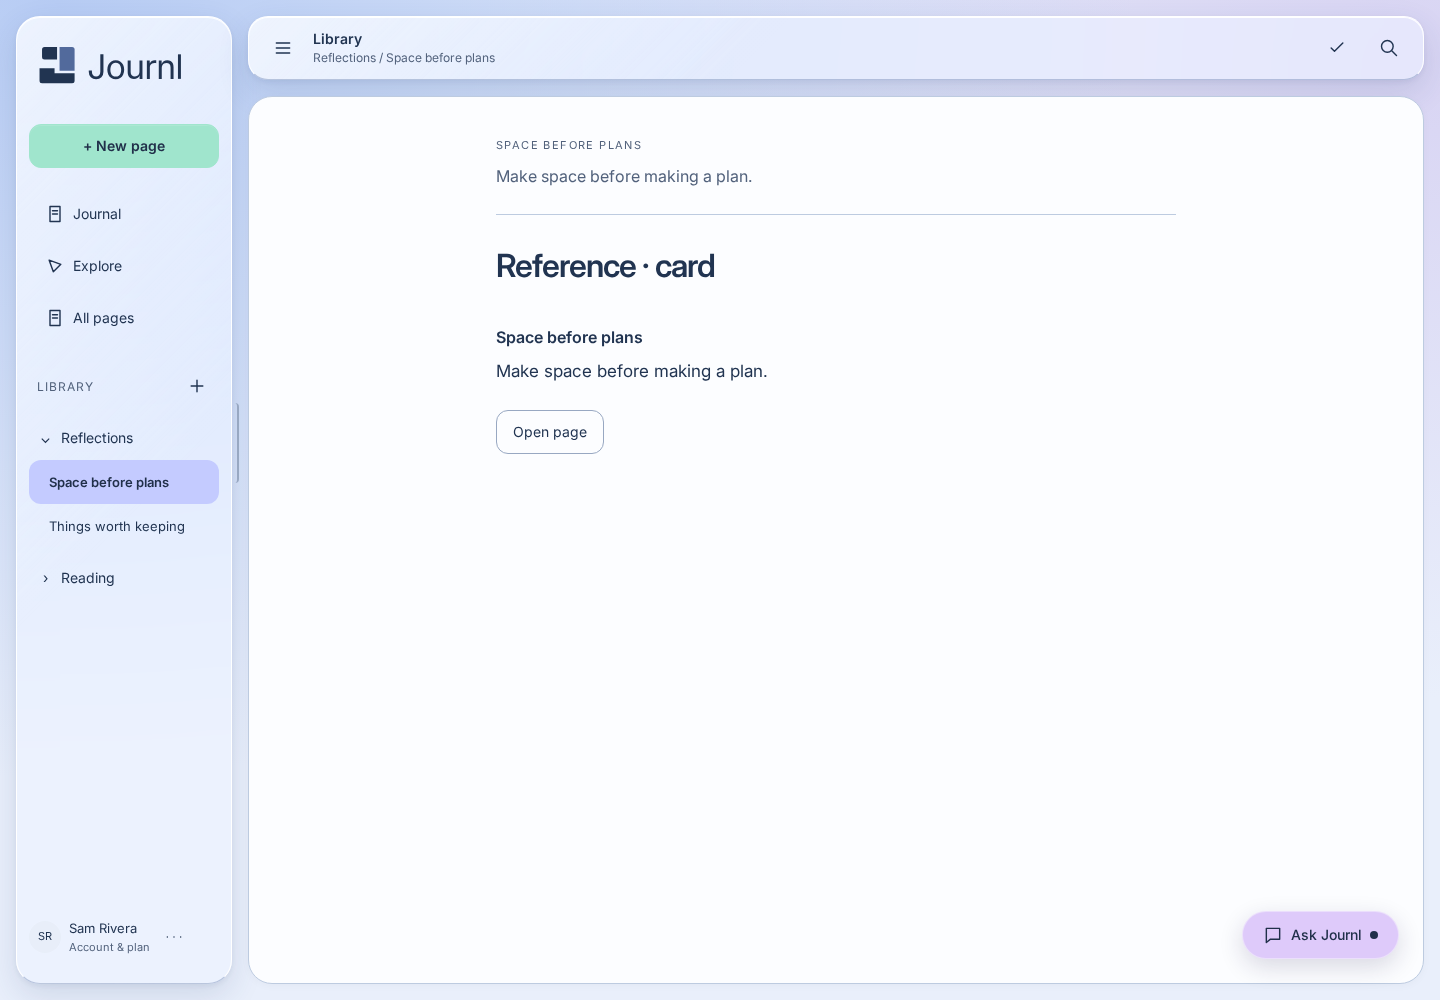 Journl
+ New page
Journal
Explore
All pages
LIBRARY
Reflections
Space before plans
Things worth keeping
Reading
SR
Sam Rivera
Account & plan
Library
Reflections / Space before plans
SPACE BEFORE PLANS
Make space before making a plan.
Reference · card
Space before plans
Make space before making a plan.
Open page
Ask Journl